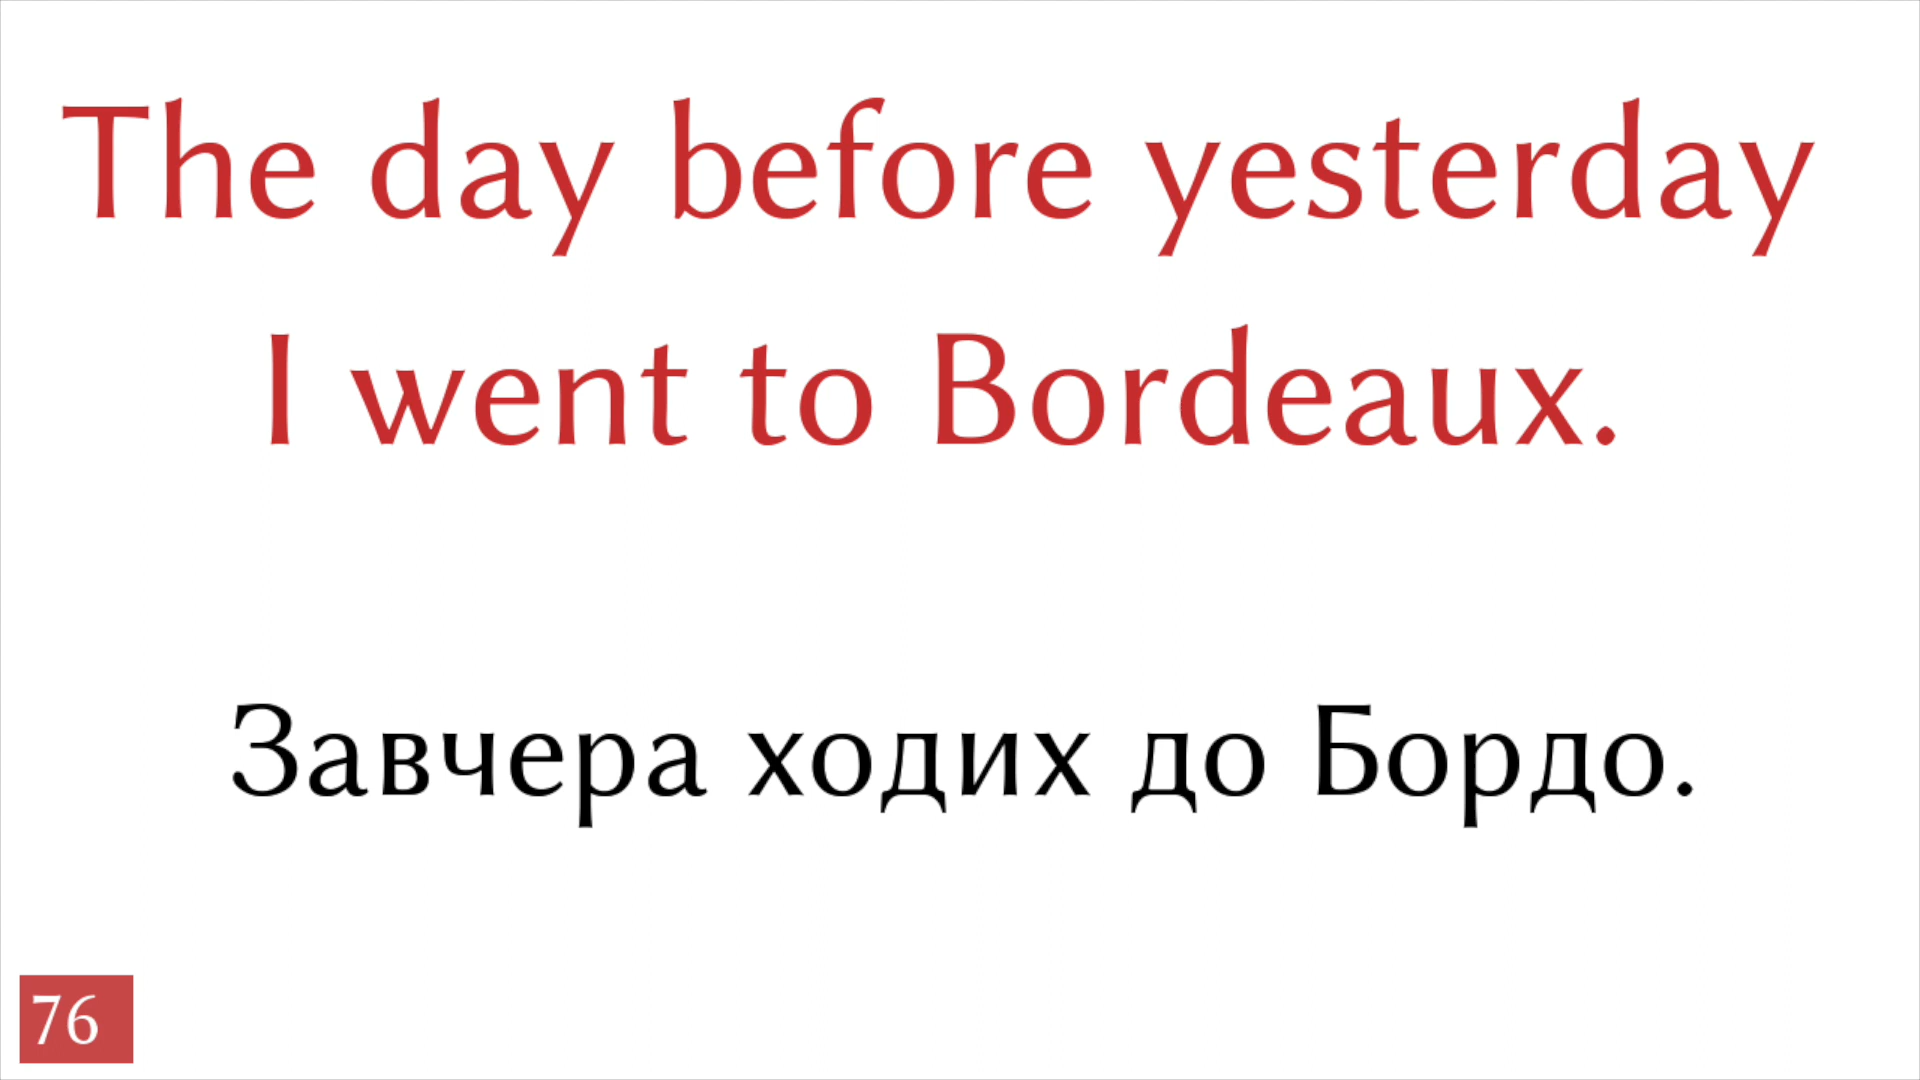 The day before yesterday
I went to Bordeaux.
Завчера ходих до Бордо.
76